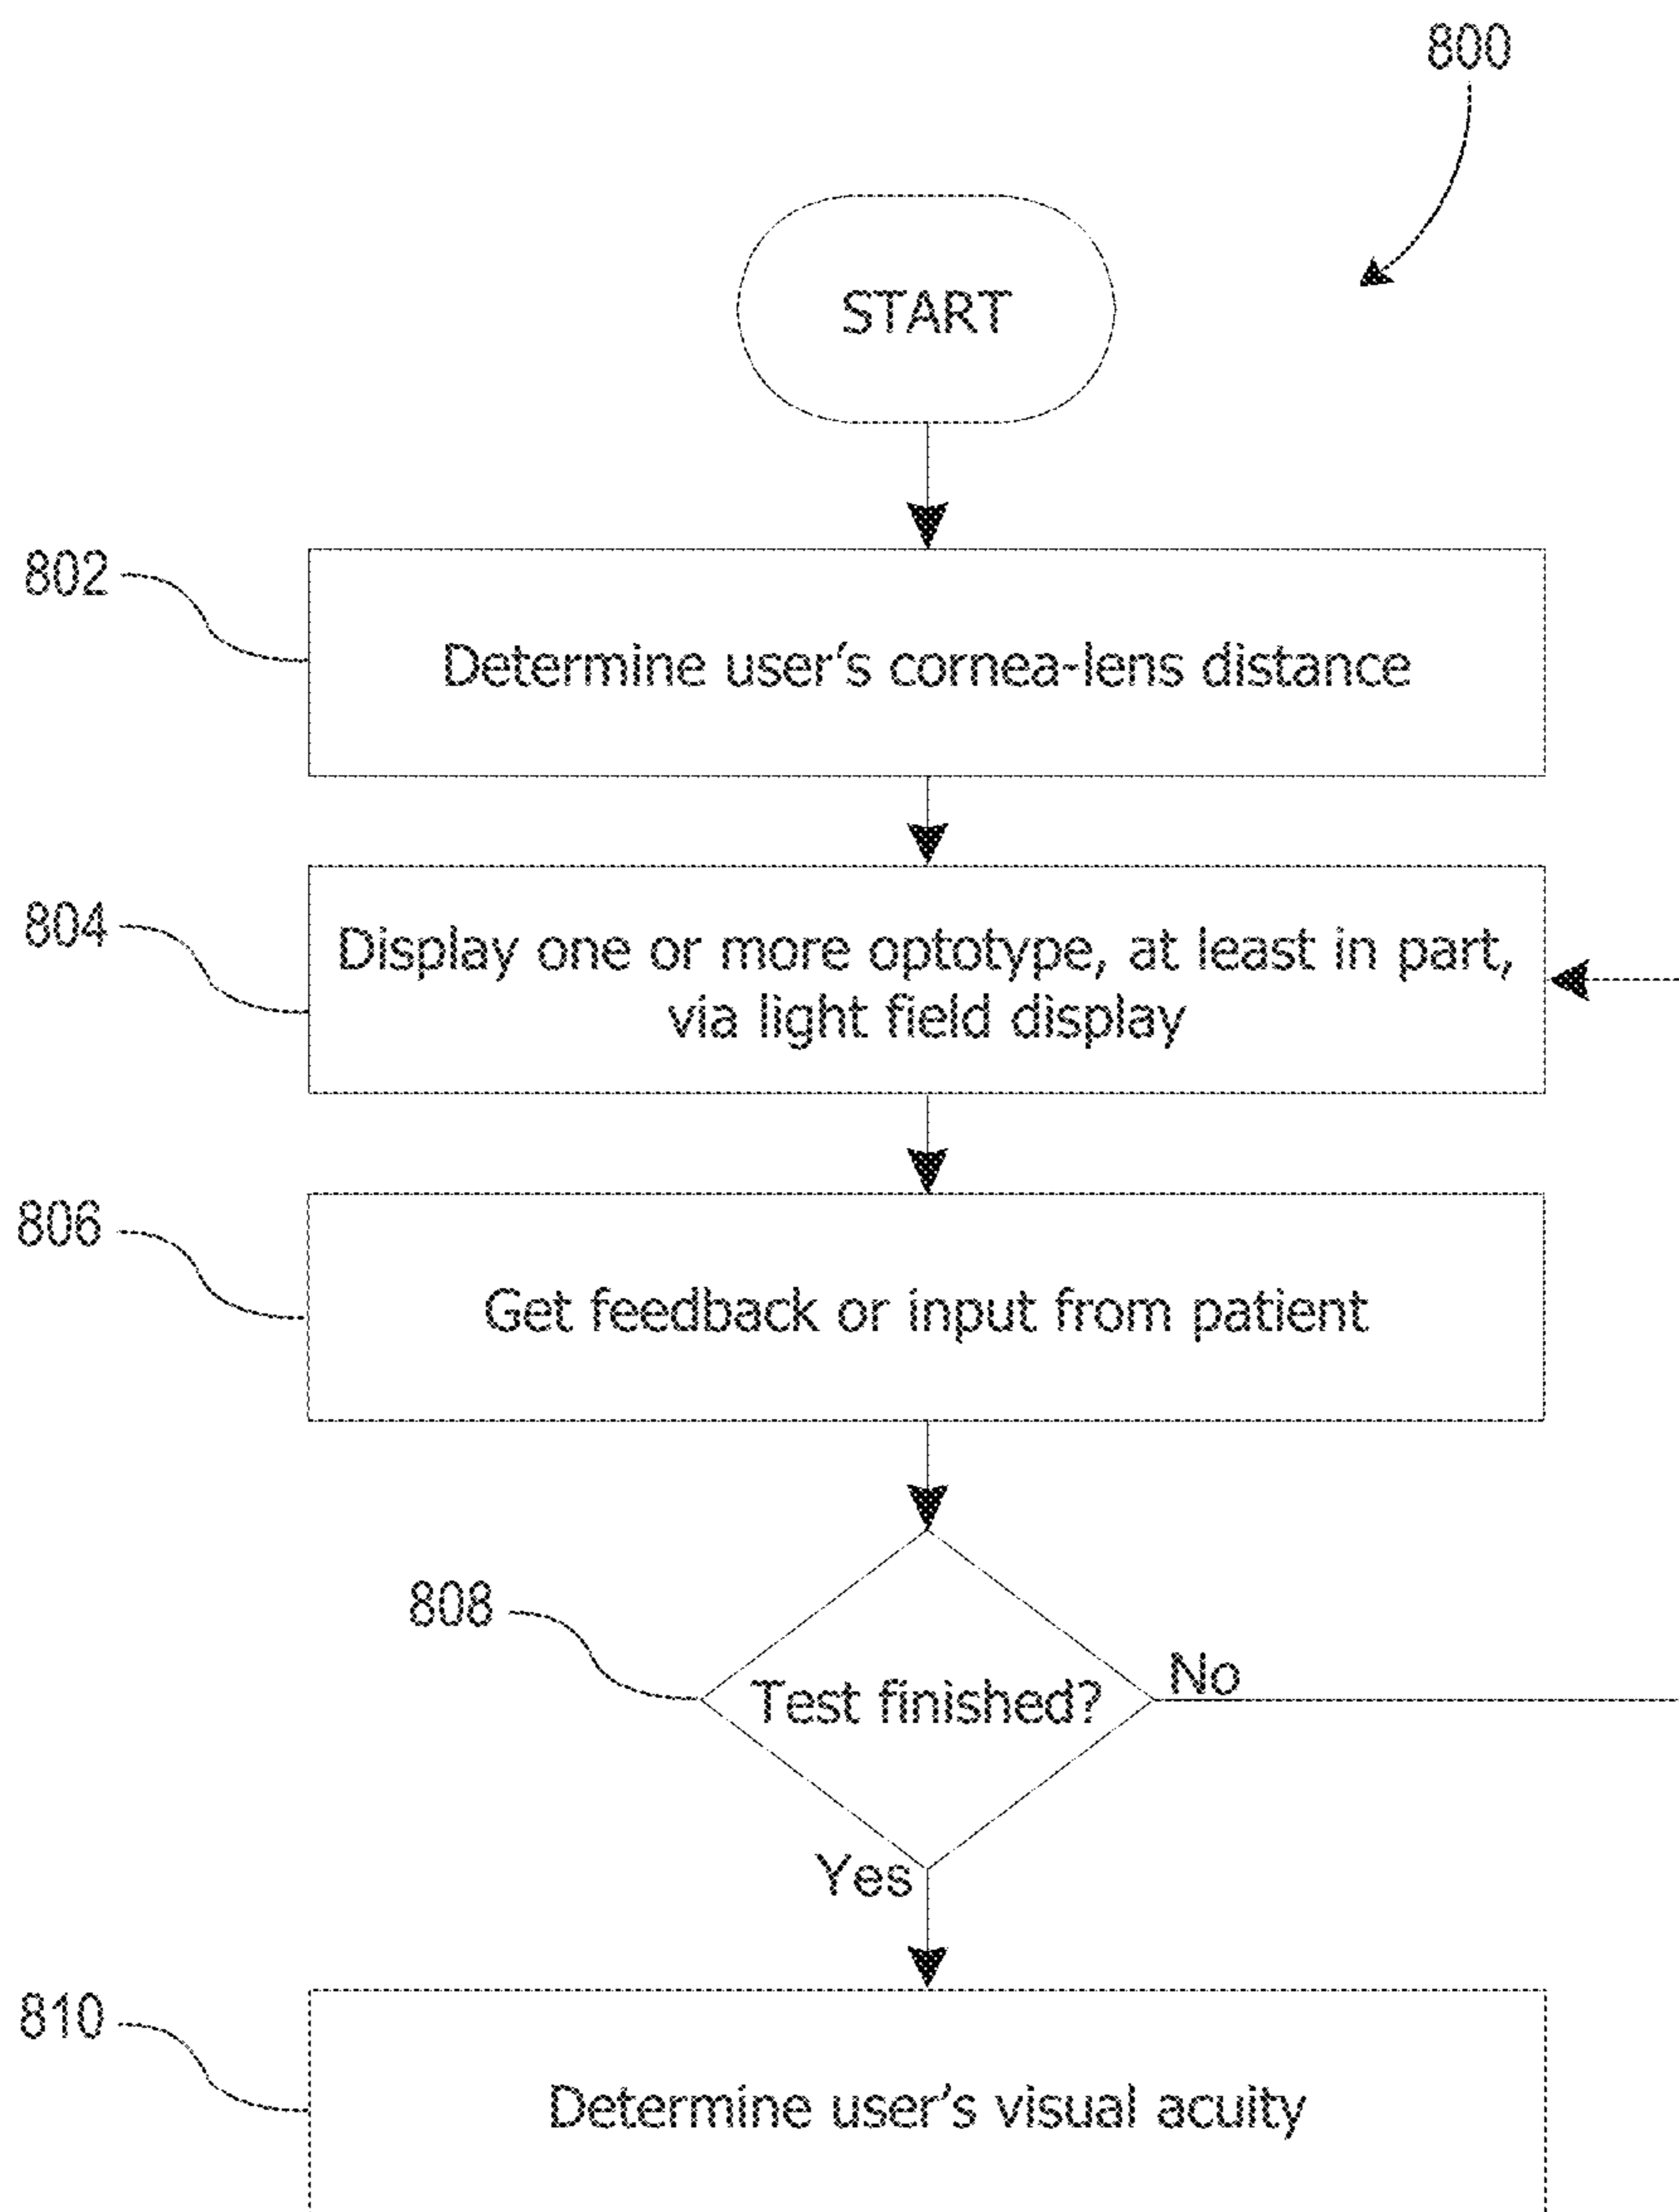 800
START
802
Determine user's cornea-lens distance
804
Display one or more optotype, at least in part,
via light field display
806
Get feedback or input from patient
808
Test finished?
No
Yes
810
Determine user's visual acuity